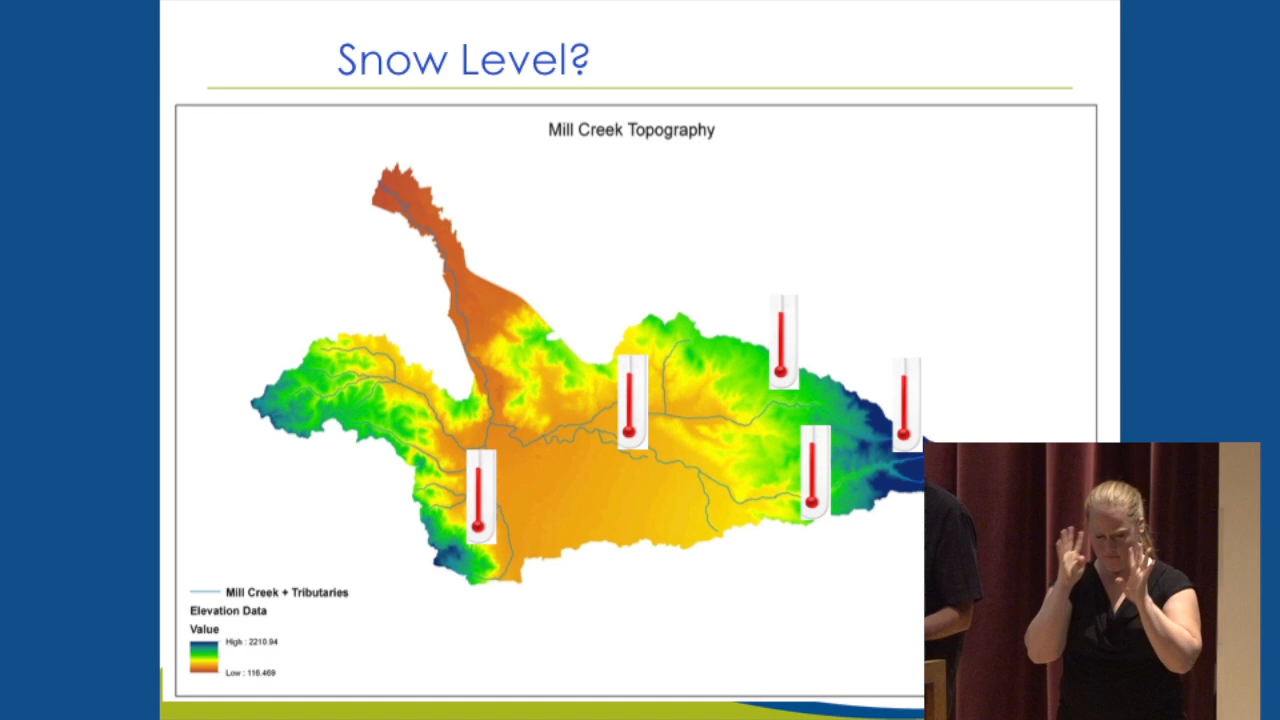 Snow Level?
Mill Creek Topography
Mill Creek + Tributaries
Elevation Data
Value
High : 2210.94
Low : 116.469